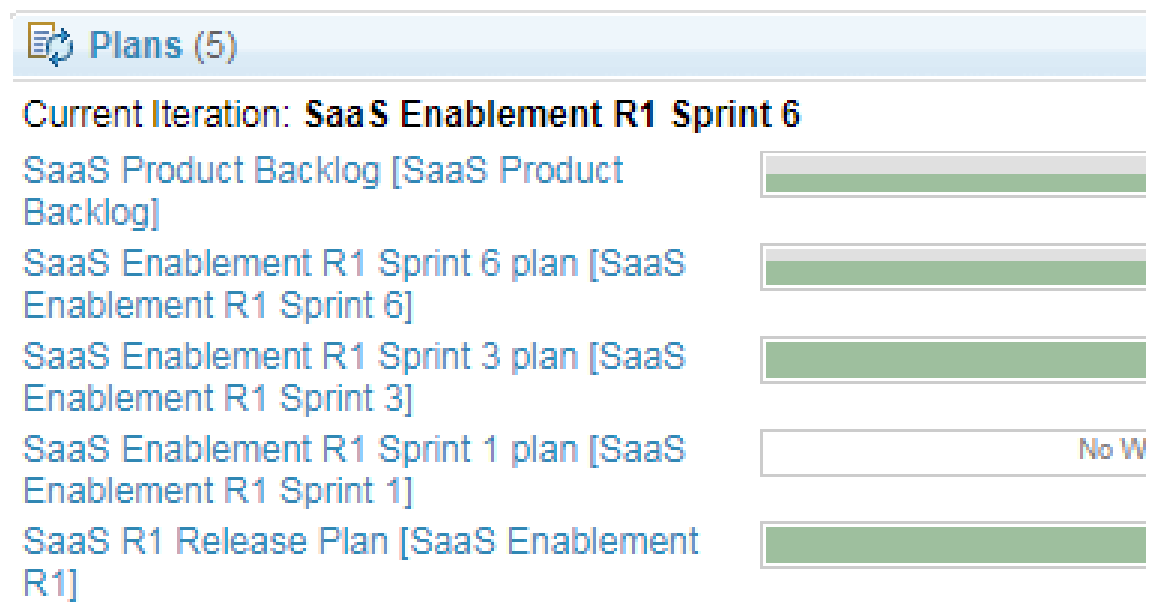 Plans (5)
Current Iteration: SaaS Enablement R1 Sprint 6
SaaS Product Backlog [SaaS Product
Backlog]
SaaS Enablement R1 Sprint 6 plan [SaaS
Enablement R1 Sprint 6]
SaaS Enablement R1 Sprint 3 plan [SaaS
Enablement R1 Sprint 3]
SaaS Enablement R1 Sprint 1 plan [SaaS
Enablement R1 Sprint 1]
No W
SaaS R1 Release Plan [SaaS Enablement
R1]